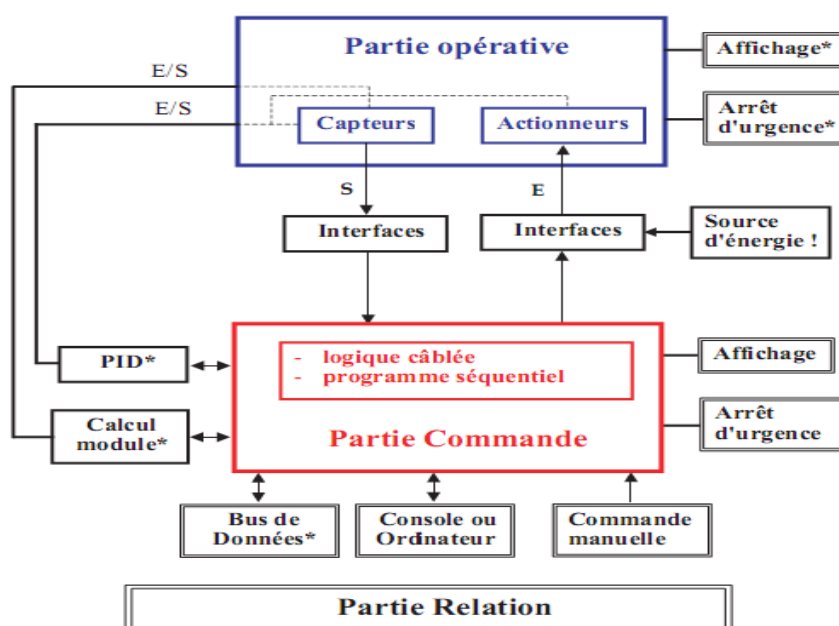 Partie opérative
Affichage*
E/S
E/S
Capteurs
Actionneurs
Arrêt
d'urgence*
S
E
Interfaces
Interfaces
Source
d'énergie !
- logique câblée
- programme séquentiel
PID*
Affichage
Calcul
module*
Partie Commande
Arrêt
d'urgence
Bus de
Données*
Console ou
Ordinateur
Commande
manuelle
Partie Relation